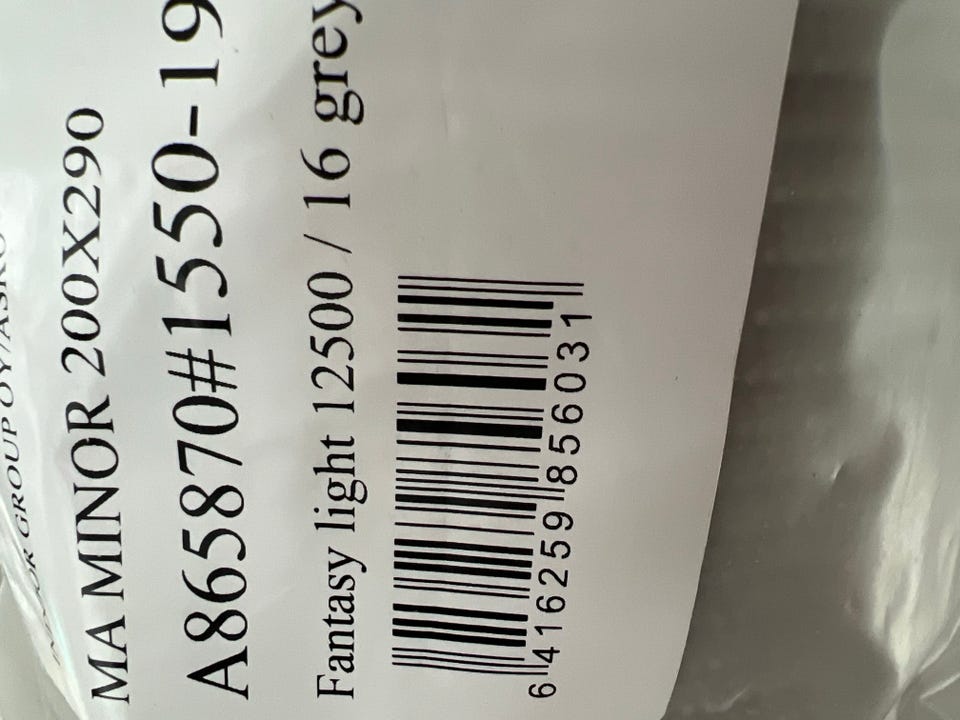 GROUP OY/ASKO
MA MINOR 200X290
A865870#1550-19
Fantasy light 12500 / 16 grey
6 416259 856031